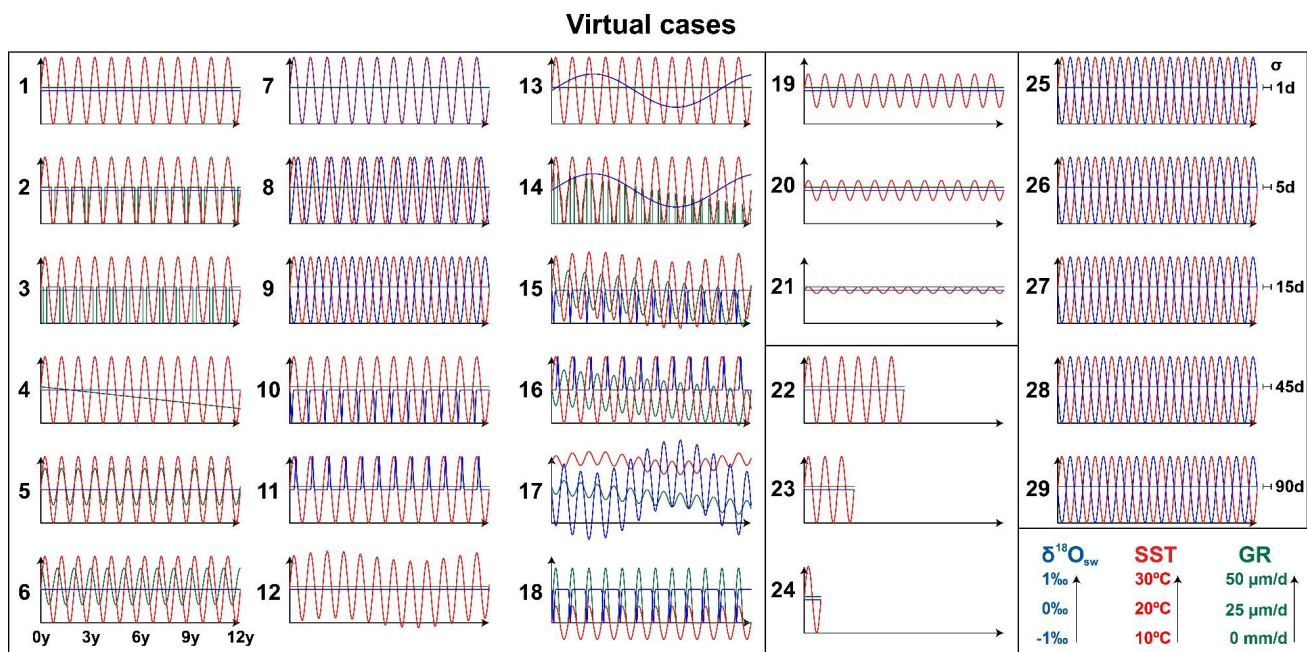 Virtual cases
1
7
13
19
25
σ
1d
2
8
14
20
26
5d
3
9
15
21
27
15d
4
10
16
22
28
45d
5
11
17
23
29
90d
6
12
18
24
0y 3y 6y 9y 12y
δ¹⁸Osw SST GR
1‰ 30ºC 50 µm/d
0‰ 20ºC 25 µm/d
-1‰ 10ºC 0 mm/d